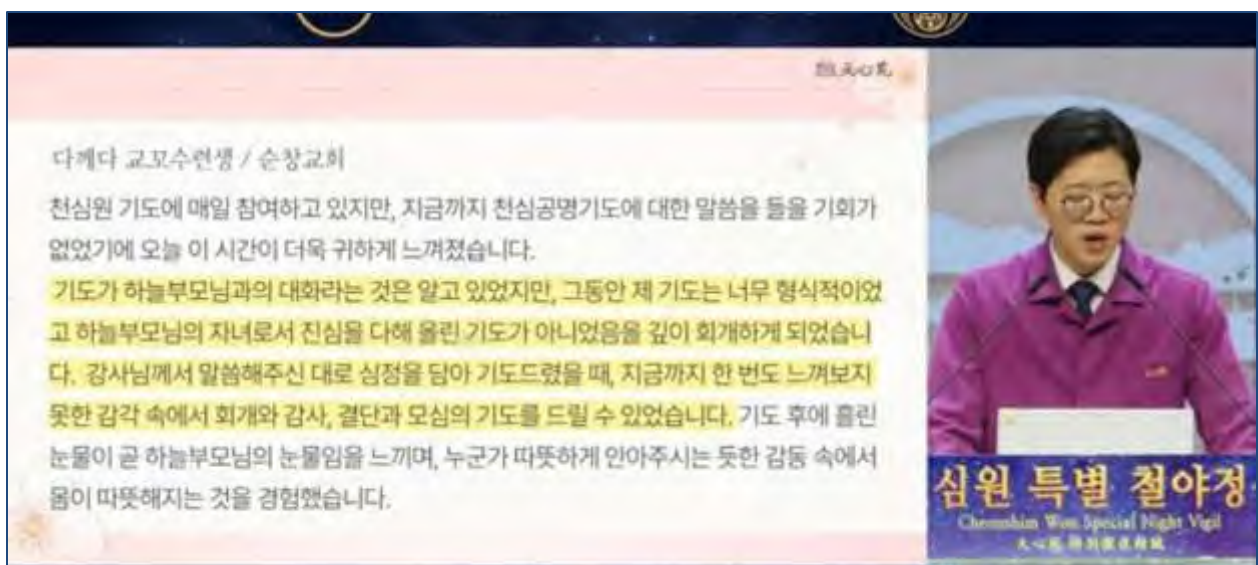 天心苑
다께다 교꼬수련생 / 순창교회
천심원 기도에 매일 참여하고 있지만, 지금까지 천심공명기도에 대한 말씀을 들을 기회가
없었기에 오늘 이 시간이 더욱 귀하게 느껴졌습니다.
기도가 하늘부모님과의 대화라는 것은 알고 있었지만, 그동안 제 기도는 너무 형식적이었
고 하늘부모님의 자녀로서 진심을 다해 올린 기도가 아니었음을 깊이 회개하게 되었습니
다. 강사님께서 말씀해주신 대로 심정을 담아 기도드렸을 때, 지금까지 한 번도 느껴보지
못한 감각 속에서 회개와 감사, 결단과 모심의 기도를 드릴 수 있었습니다. 기도 후에 흘린
눈물이 곧 하늘부모님의 눈물임을 느끼며, 누군가 따뜻하게 안아주시는 듯한 감동 속에서
몸이 따뜻해지는 것을 경험했습니다.
심원 특별 철야정
Cheonshim Won Special Night Vigil
天心苑 特別徹夜精誠